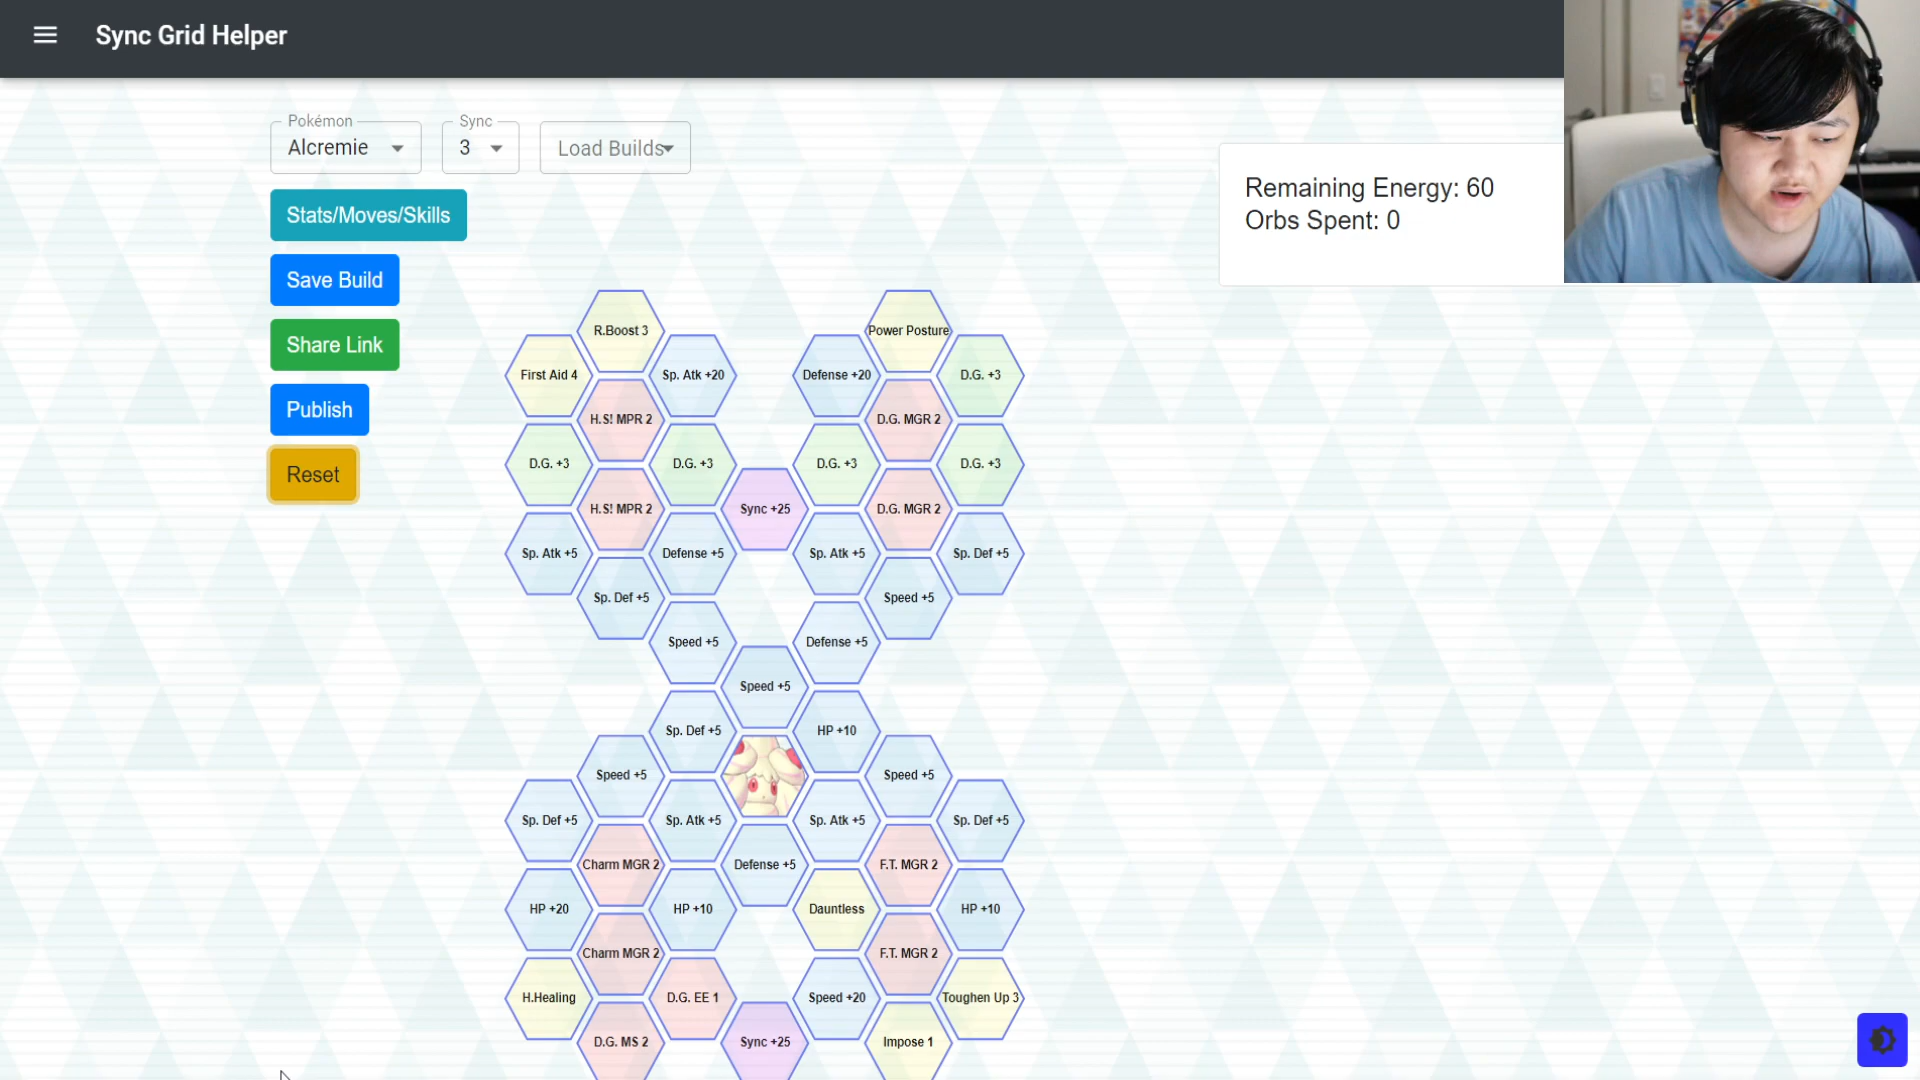 Sync Grid Helper
Pokémon
Alcremie
Sync
3
Load Builds
Stats/Moves/Skills
Save Build
Share Link
Publish
Reset
Remaining Energy: 60
Orbs Spent: 0
R.Boost 3
Power Posture
First Aid 4
Sp. Atk +20
Defense +20
D.G. +3
H.S! MPR 2
D.G. MGR 2
D.G. +3
D.G. +3
D.G. +3
D.G. +3
H.S! MPR 2
Sync +25
D.G. MGR 2
Sp. Atk +5
Defense +5
Sp. Atk +5
Sp. Def +5
Sp. Def +5
Speed +5
Speed +5
Defense +5
Speed +5
Sp. Def +5
HP +10
Speed +5
Speed +5
Sp. Def +5
Sp. Atk +5
Sp. Atk +5
Sp. Def +5
Charm MGR 2
Defense +5
F.T. MGR 2
HP +20
HP +10
Dauntless
HP +10
Charm MGR 2
F.T. MGR 2
H.Healing
D.G. EE 1
Speed +20
Toughen Up 3
D.G. MS 2
Sync +25
Impose 1